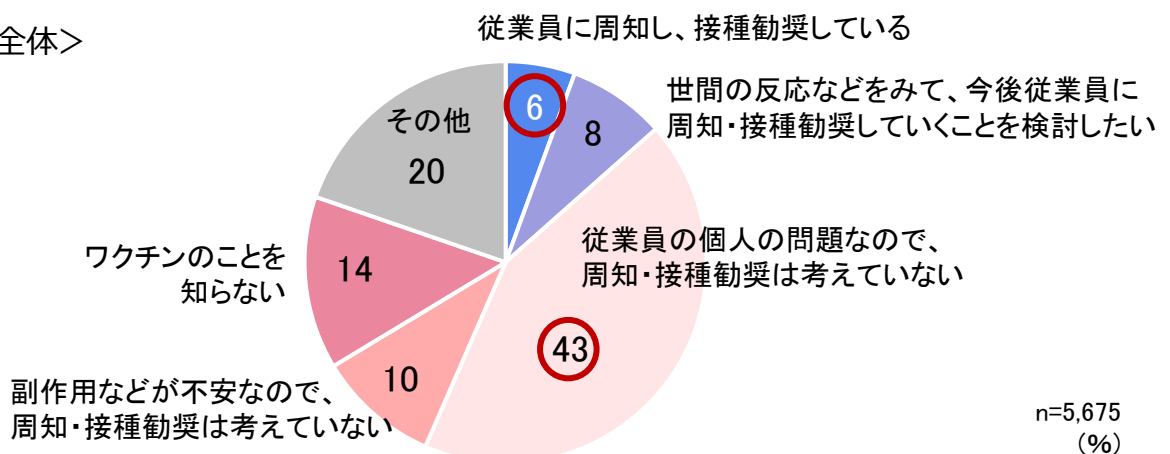 全体＞
従業員に周知し、接種勧奨している
6
世間の反応などをみて、今後従業員に
周知・接種勧奨していくことを検討したい
8
その他
20
従業員の個人の問題なので、
周知・接種勧奨は考えていない
43
ワクチンのことを
知らない
14
副作用などが不安なので、
周知・接種勧奨は考えていない
10
n=5,675
（％）